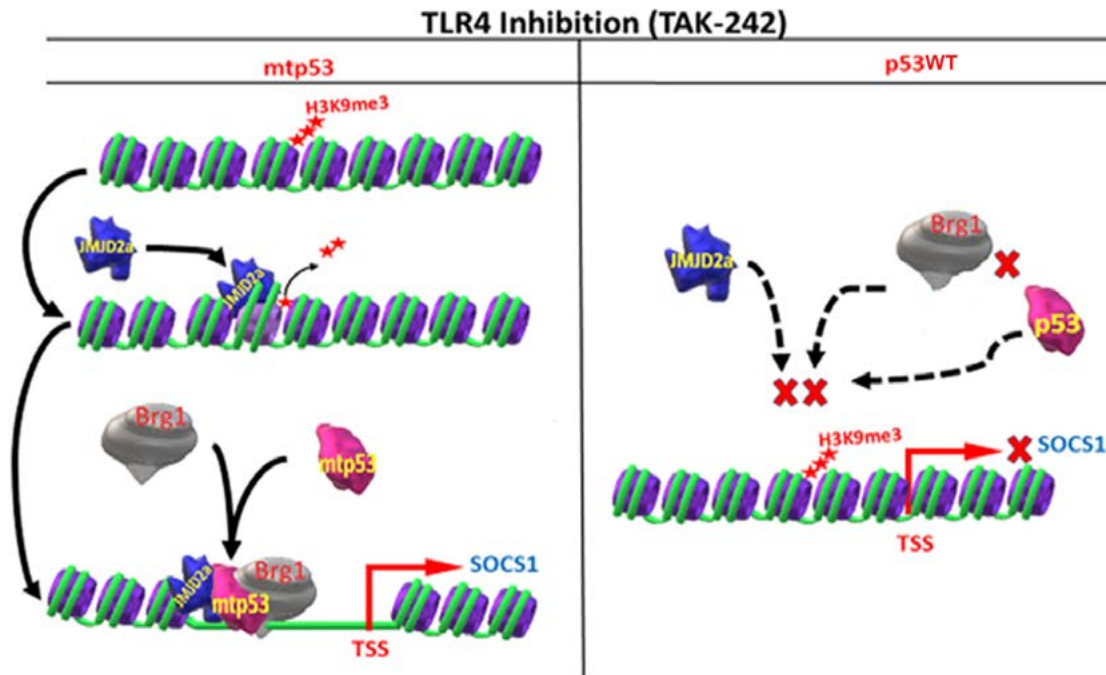 TLR4 Inhibition (TAK-242)
mtp53
H3K9me3
JMJD2a
JMJD2a
Brg1
mtp53
JMJD2a
mtp53
Brg1
SOCS1
TSS
p53WT
Brg1
JMJD2a
p53
H3K9me3
SOCS1
TSS